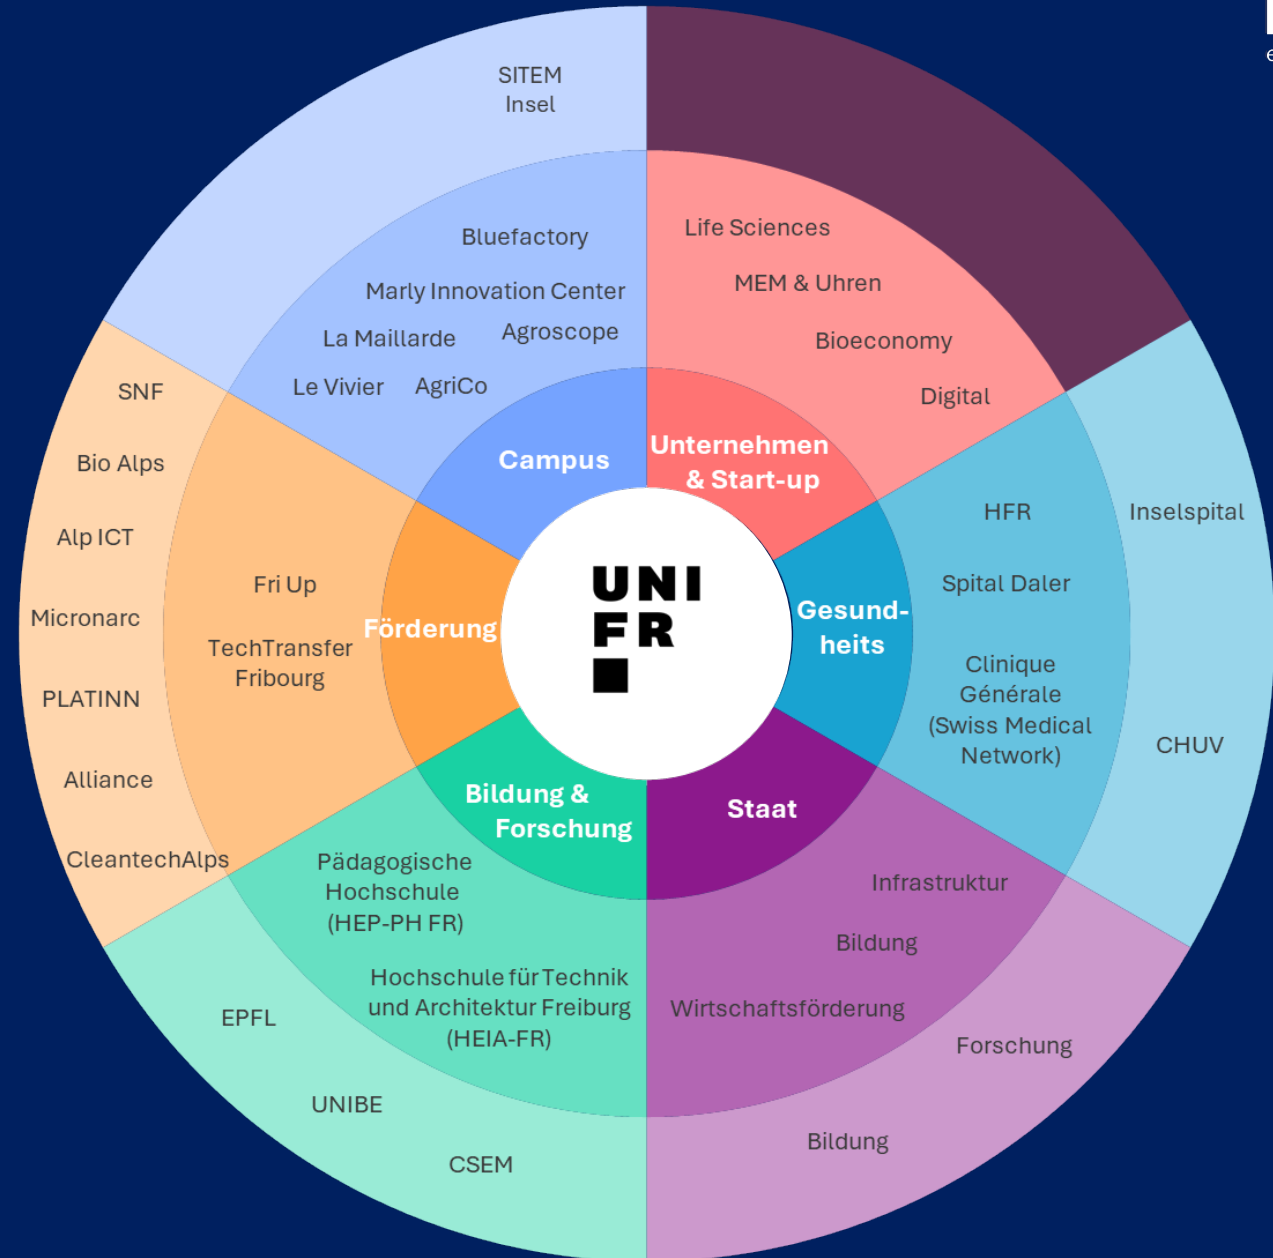 SITEM
Insel
Bluefactory
Marly Innovation Center
La Maillarde
Agroscope
Le Vivier
AgriCo
Campus
Life Sciences
MEM & Uhren
Bioeconomy
Digital
Unternehmen
& Start-up
HFR
Spital Daler
Clinique
Générale
(Swiss Medical
Network)
Inselspital
CHUV
Gesund-
heits
Staat
Infrastruktur
Bildung
Wirtschaftsförderung
Forschung
Bildung
Bildung &
Forschung
Pädagogische
Hochschule
(HEP-PH FR)
Hochschule für Technik
und Architektur Freiburg
(HEIA-FR)
EPFL
UNIBE
CSEM
Förderung
Fri Up
TechTransfer
Fribourg
SNF
Bio Alps
Alp ICT
Micronarc
PLATINN
Alliance
CleantechAlps
UNI
FR